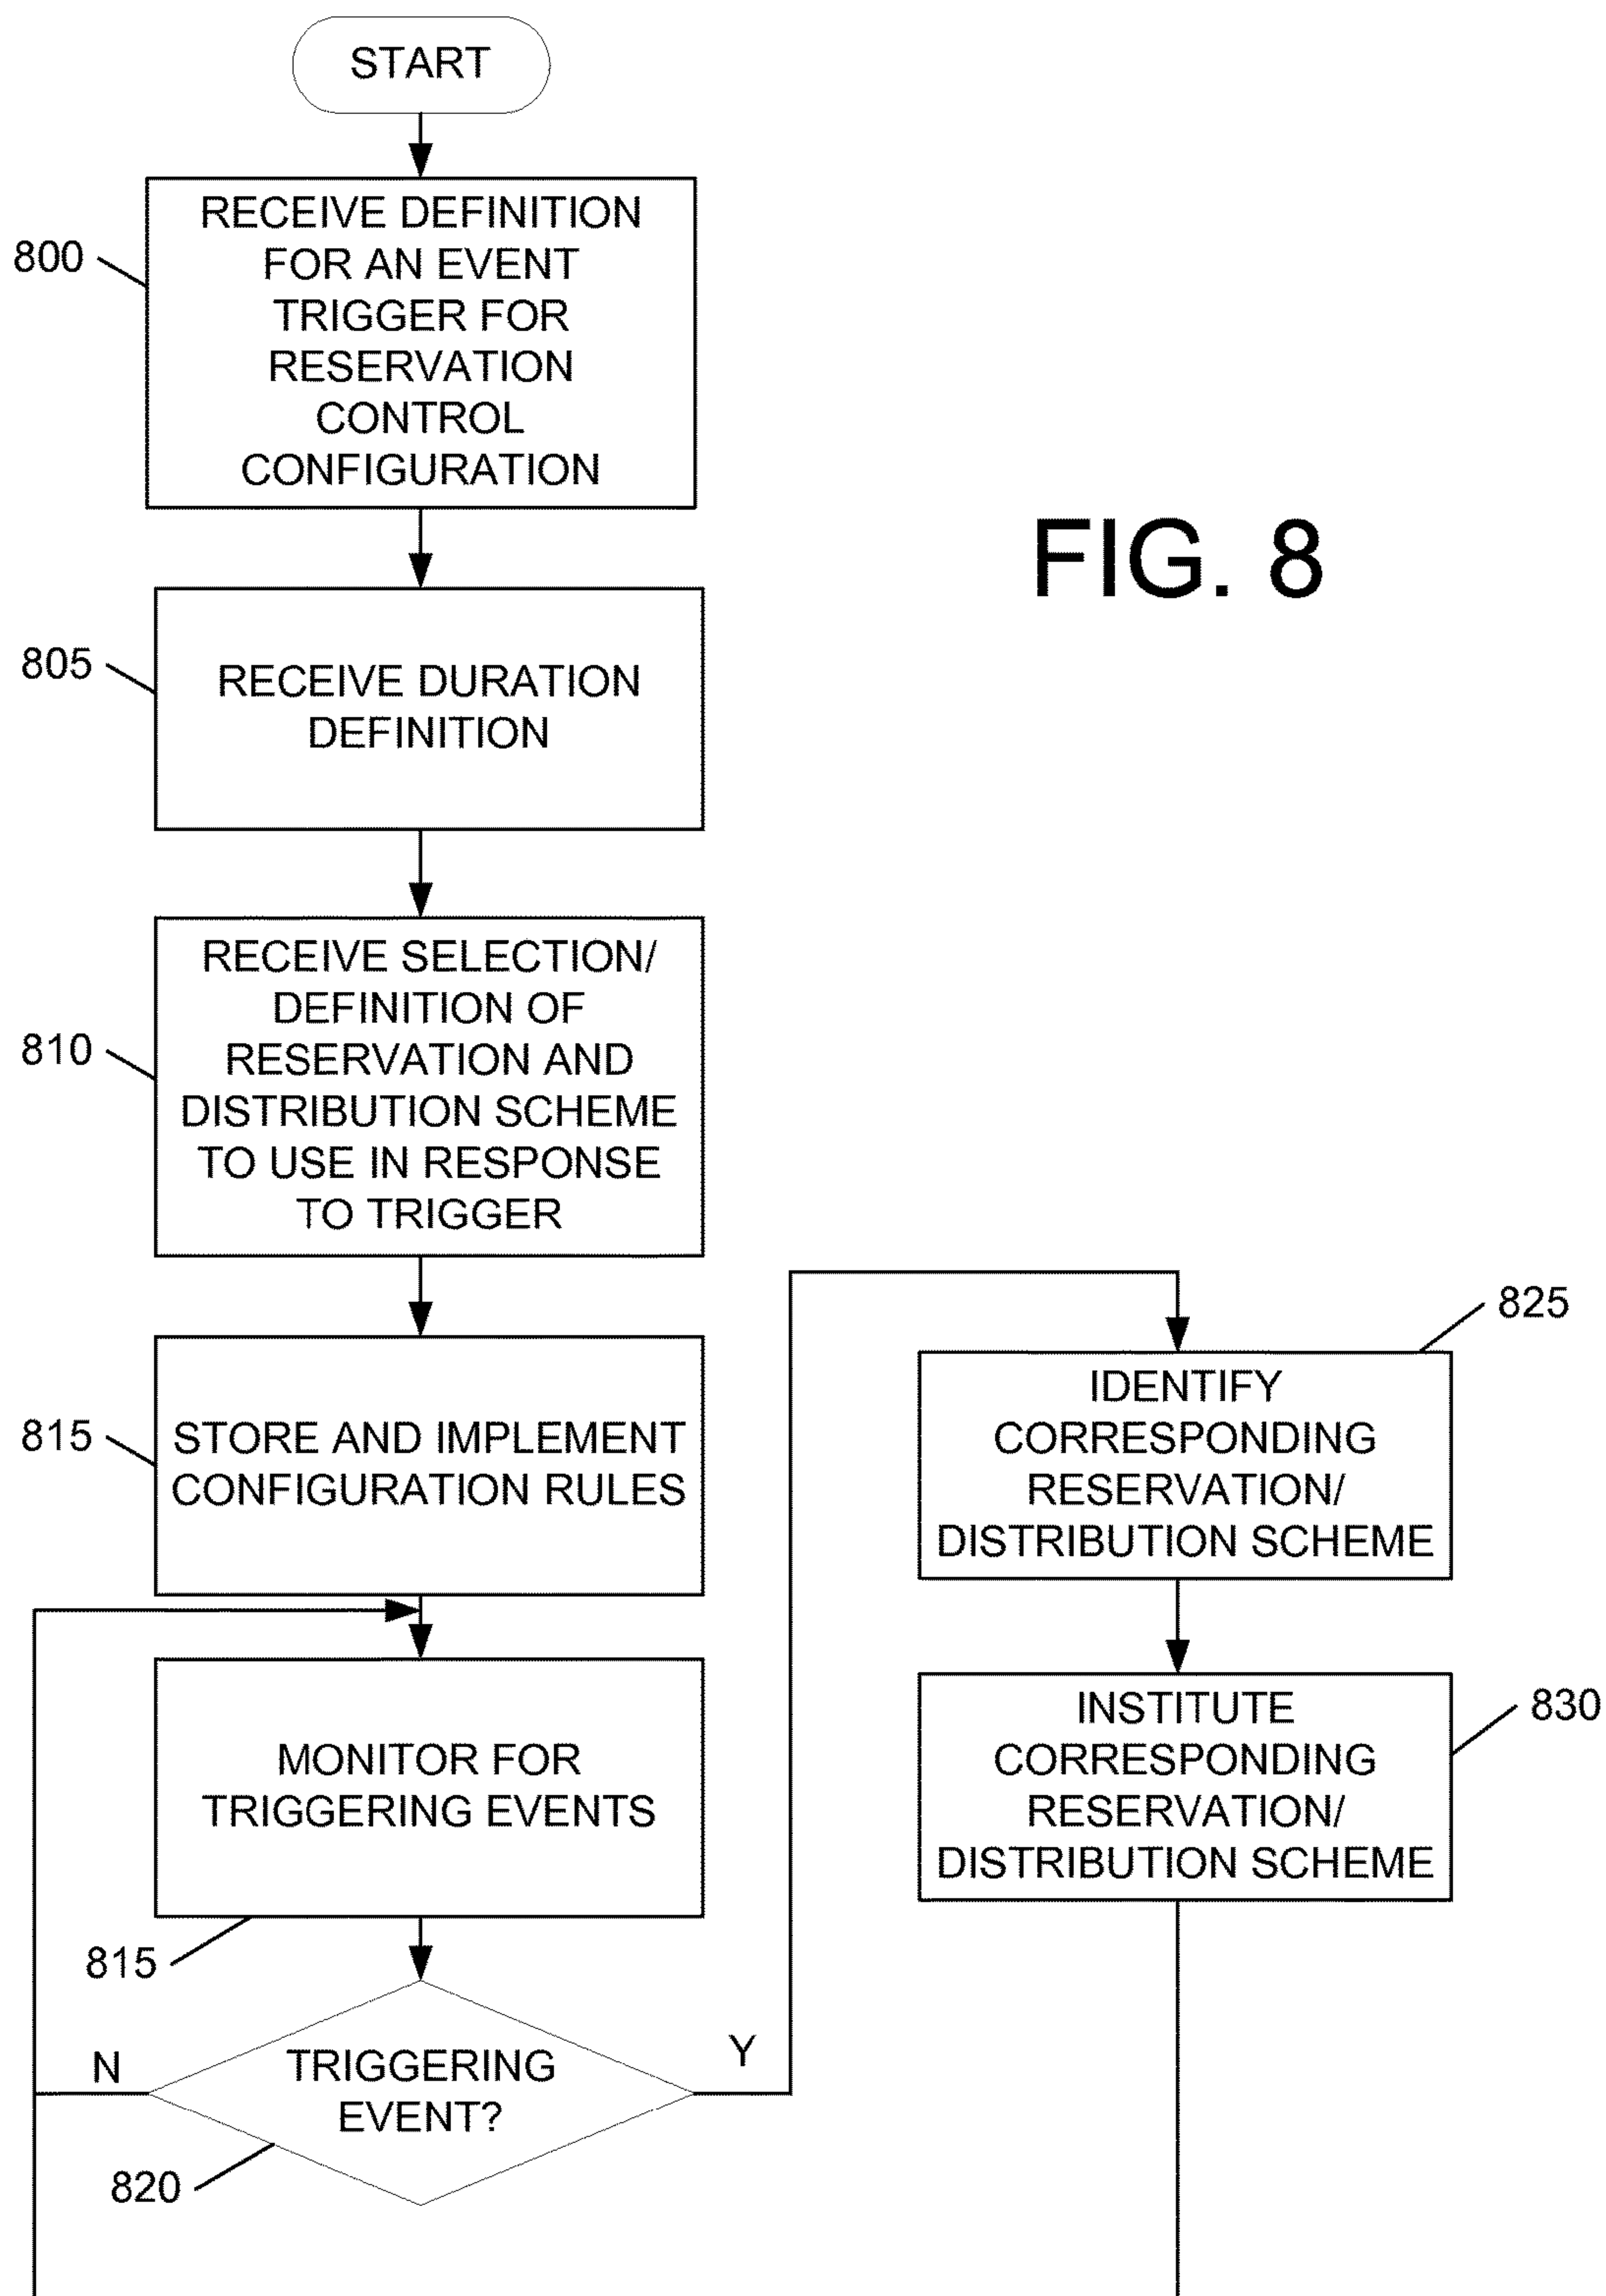 START
800
RECEIVE DEFINITION
FOR AN EVENT
TRIGGER FOR
RESERVATION
CONTROL
CONFIGURATION
FIG. 8
805
RECEIVE DURATION
DEFINITION
810
RECEIVE SELECTION/
DEFINITION OF
RESERVATION AND
DISTRIBUTION SCHEME
TO USE IN RESPONSE
TO TRIGGER
815
STORE AND IMPLEMENT
CONFIGURATION RULES
MONITOR FOR
TRIGGERING EVENTS
815
N
TRIGGERING
EVENT?
Y
820
825
IDENTIFY
CORRESPONDING
RESERVATION/
DISTRIBUTION SCHEME
830
INSTITUTE
CORRESPONDING
RESERVATION/
DISTRIBUTION SCHEME